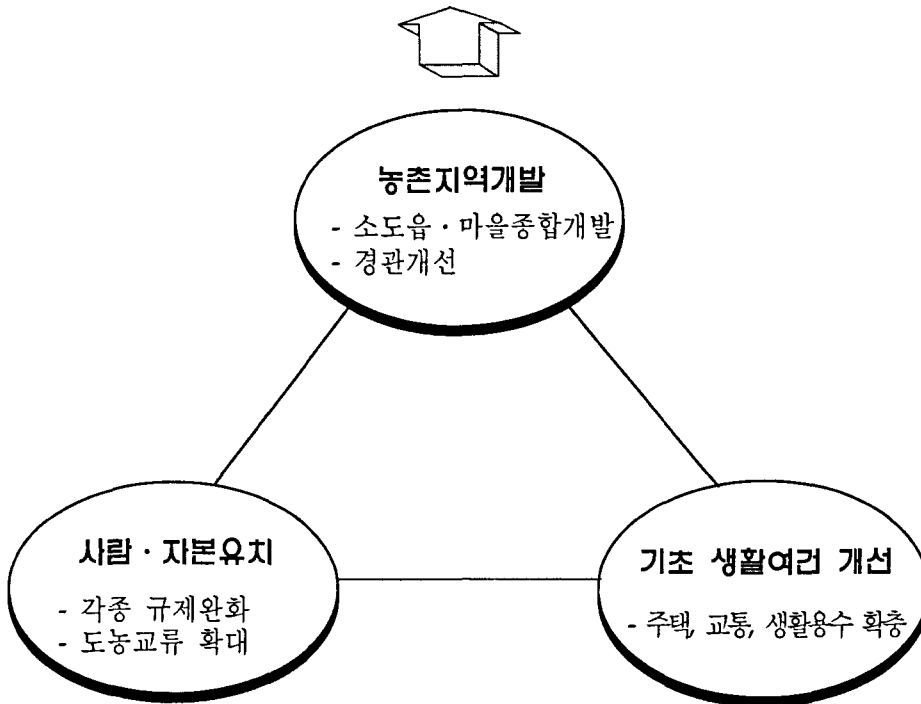 농촌지역개발
- 소도읍 · 마을종합개발
- 경관개선
사람 · 자본유치
- 각종 규제완화
- 도농교류 확대
기초 생활여건 개선
- 주택, 교통, 생활용수 확충